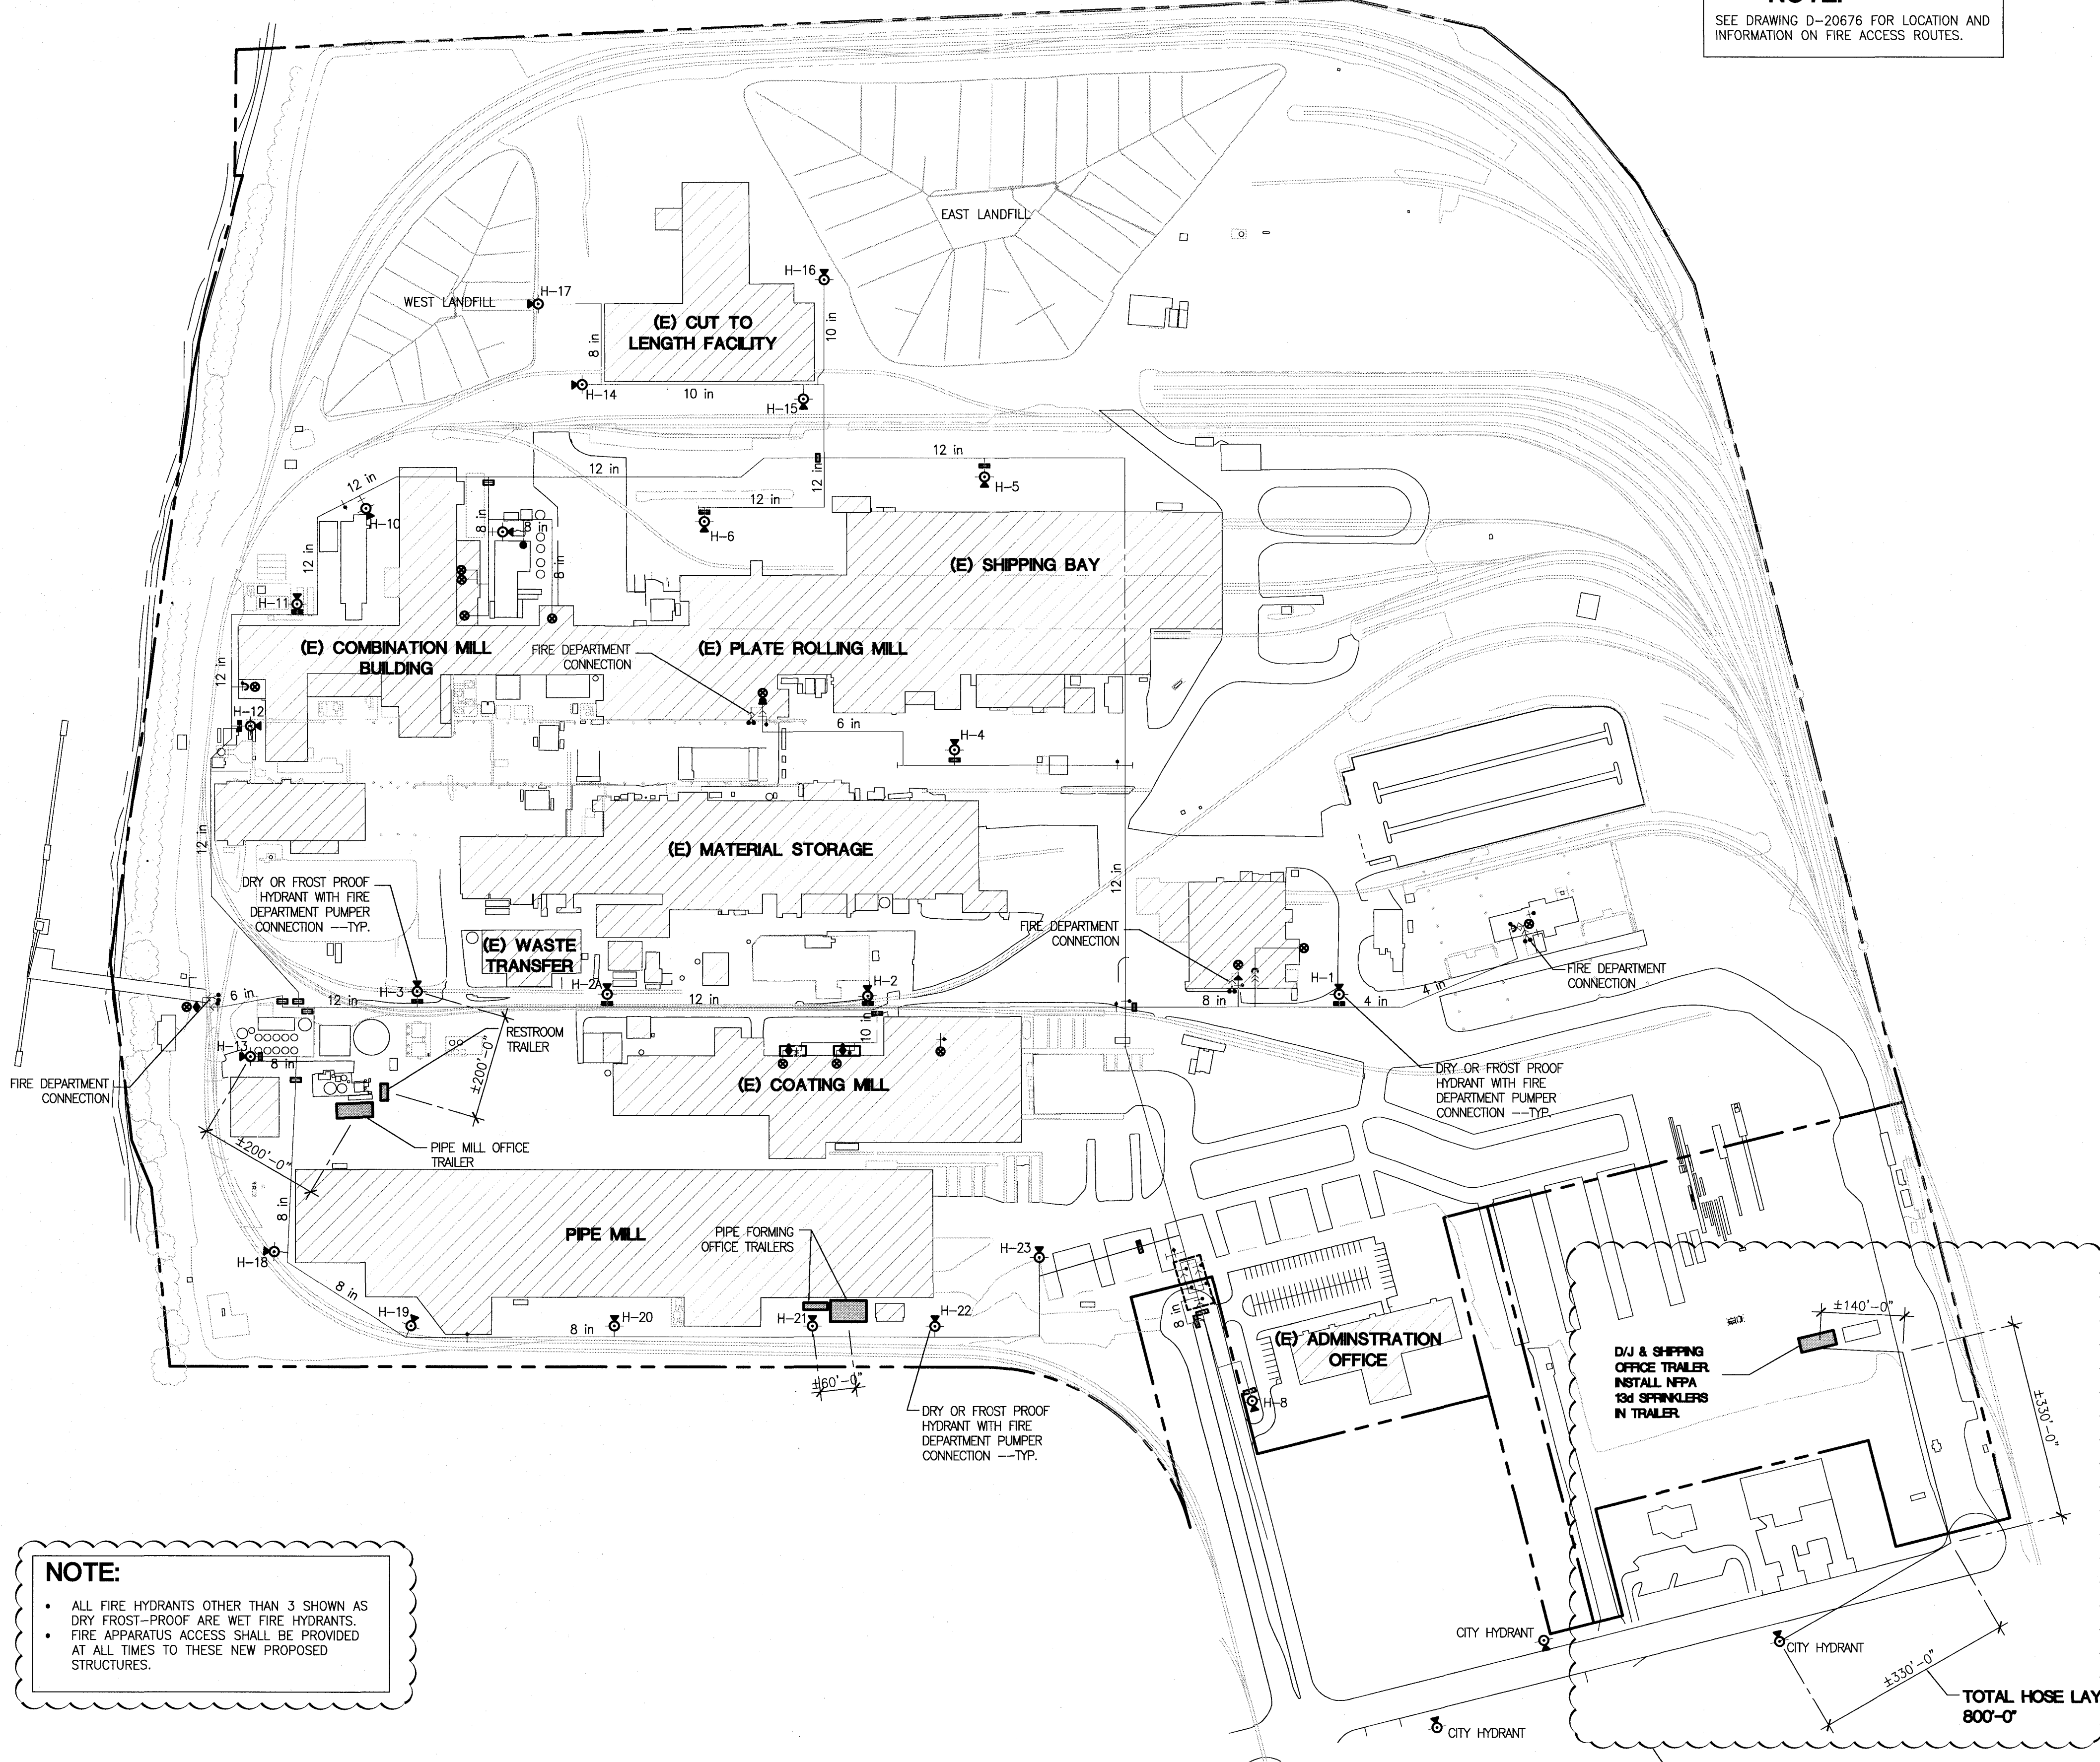 SEE DRAWING D-20676 FOR LOCATION AND
INFORMATION ON FIRE ACCESS ROUTES.
EAST LANDFILL
H-16
H-17
WEST LANDFILL
(E) CUT TO
LENGTH FACILITY
10 in
8 in
H-14
10 in
H-15
12 in
12 in
12 in
12 in
H-5
12 in
H-10
8 in
8 in
H-6
12 in
8 in
(E) SHIPPING BAY
H-11
(E) COMBINATION MILL
BUILDING
FIRE DEPARTMENT
CONNECTION
(E) PLATE ROLLING MILL
12 in
H-12
6 in
H-4
12 in
(E) MATERIAL STORAGE
12 in
DRY OR FROST PROOF
HYDRANT WITH FIRE
DEPARTMENT PUMPER
CONNECTION --TYP.
FIRE DEPARTMENT
CONNECTION
(E) WASTE
TRANSFER
FIRE DEPARTMENT
CONNECTION
H-3
H-2A
H-2
H-1
6 in
12 in
12 in
8 in
4 in
4 in
RESTROOM
TRAILER
10 in
H-13
8 in
±200'-0"
FIRE DEPARTMENT
CONNECTION
(E) COATING MILL
DRY OR FROST PROOF
HYDRANT WITH FIRE
DEPARTMENT PUMPER
CONNECTION --TYP.
±200'-0"
PIPE MILL OFFICE
TRAILER
8 in
PIPE MILL
PIPE FORMING
OFFICE TRAILERS
H-18
H-23
8 in
H-19
8 in
H-20
H-21
H-22
8 in
(E) ADMINSTRATION
OFFICE
±140'-0"
D/J & SHIPPING
OFFICE TRAILER.
INSTALL NFPA
13d SPRINKLERS
IN TRAILER.
±60'-0"
H-8
±330'-0"
DRY OR FROST PROOF
HYDRANT WITH FIRE
DEPARTMENT PUMPER
CONNECTION --TYP.
NOTE:
• ALL FIRE HYDRANTS OTHER THAN 3 SHOWN AS
DRY FROST-PROOF ARE WET FIRE HYDRANTS.
• FIRE APPARATUS ACCESS SHALL BE PROVIDED
AT ALL TIMES TO THESE NEW PROPOSED
STRUCTURES.
CITY HYDRANT
CITY HYDRANT
±330'-0"
TOTAL HOSE LAY
800'-0"
CITY HYDRANT